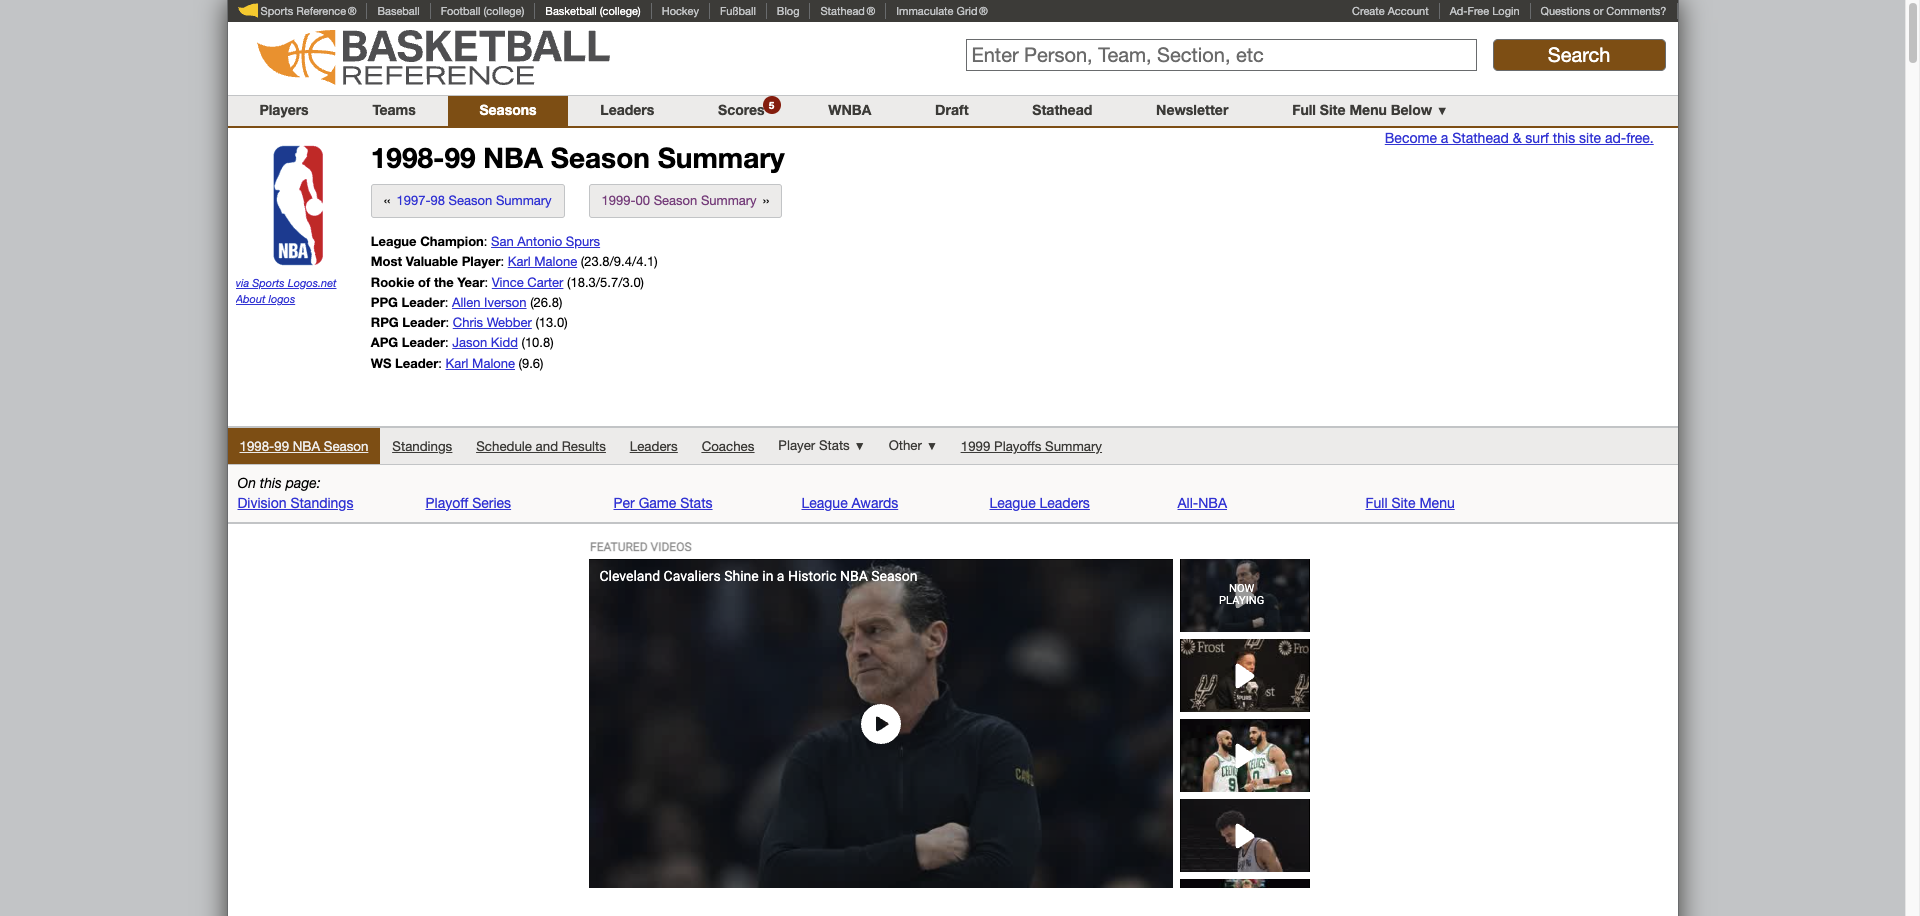 Sports Reference ® Baseball Football (college) Basketball (college) Hockey Fußball Blog Stathead ® Immaculate Grid ® Create Account Ad-Free Login Questions or Comments?
BASKETBALL
REFERENCE
Enter Person, Team, Section, etc Search
Players Teams Seasons Leaders Scores 5 WNBA Draft Stathead Newsletter Full Site Menu Below ▼
Become a Stathead & surf this site ad-free.
NBA
via Sports Logos.net
About logos
1998-99 NBA Season Summary
« 1997-98 Season Summary 1999-00 Season Summary »
League Champion: San Antonio Spurs
Most Valuable Player: Karl Malone (23.8/9.4/4.1)
Rookie of the Year: Vince Carter (18.3/5.7/3.0)
PPG Leader: Allen Iverson (26.8)
RPG Leader: Chris Webber (13.0)
APG Leader: Jason Kidd (10.8)
WS Leader: Karl Malone (9.6)
1998-99 NBA Season Standings Schedule and Results Leaders Coaches Player Stats ▼ Other ▼ 1999 Playoffs Summary
On this page:
Division Standings Playoff Series Per Game Stats League Awards League Leaders All-NBA Full Site Menu
FEATURED VIDEOS
Cleveland Cavaliers Shine in a Historic NBA Season
NOW
PLAYING
Frost